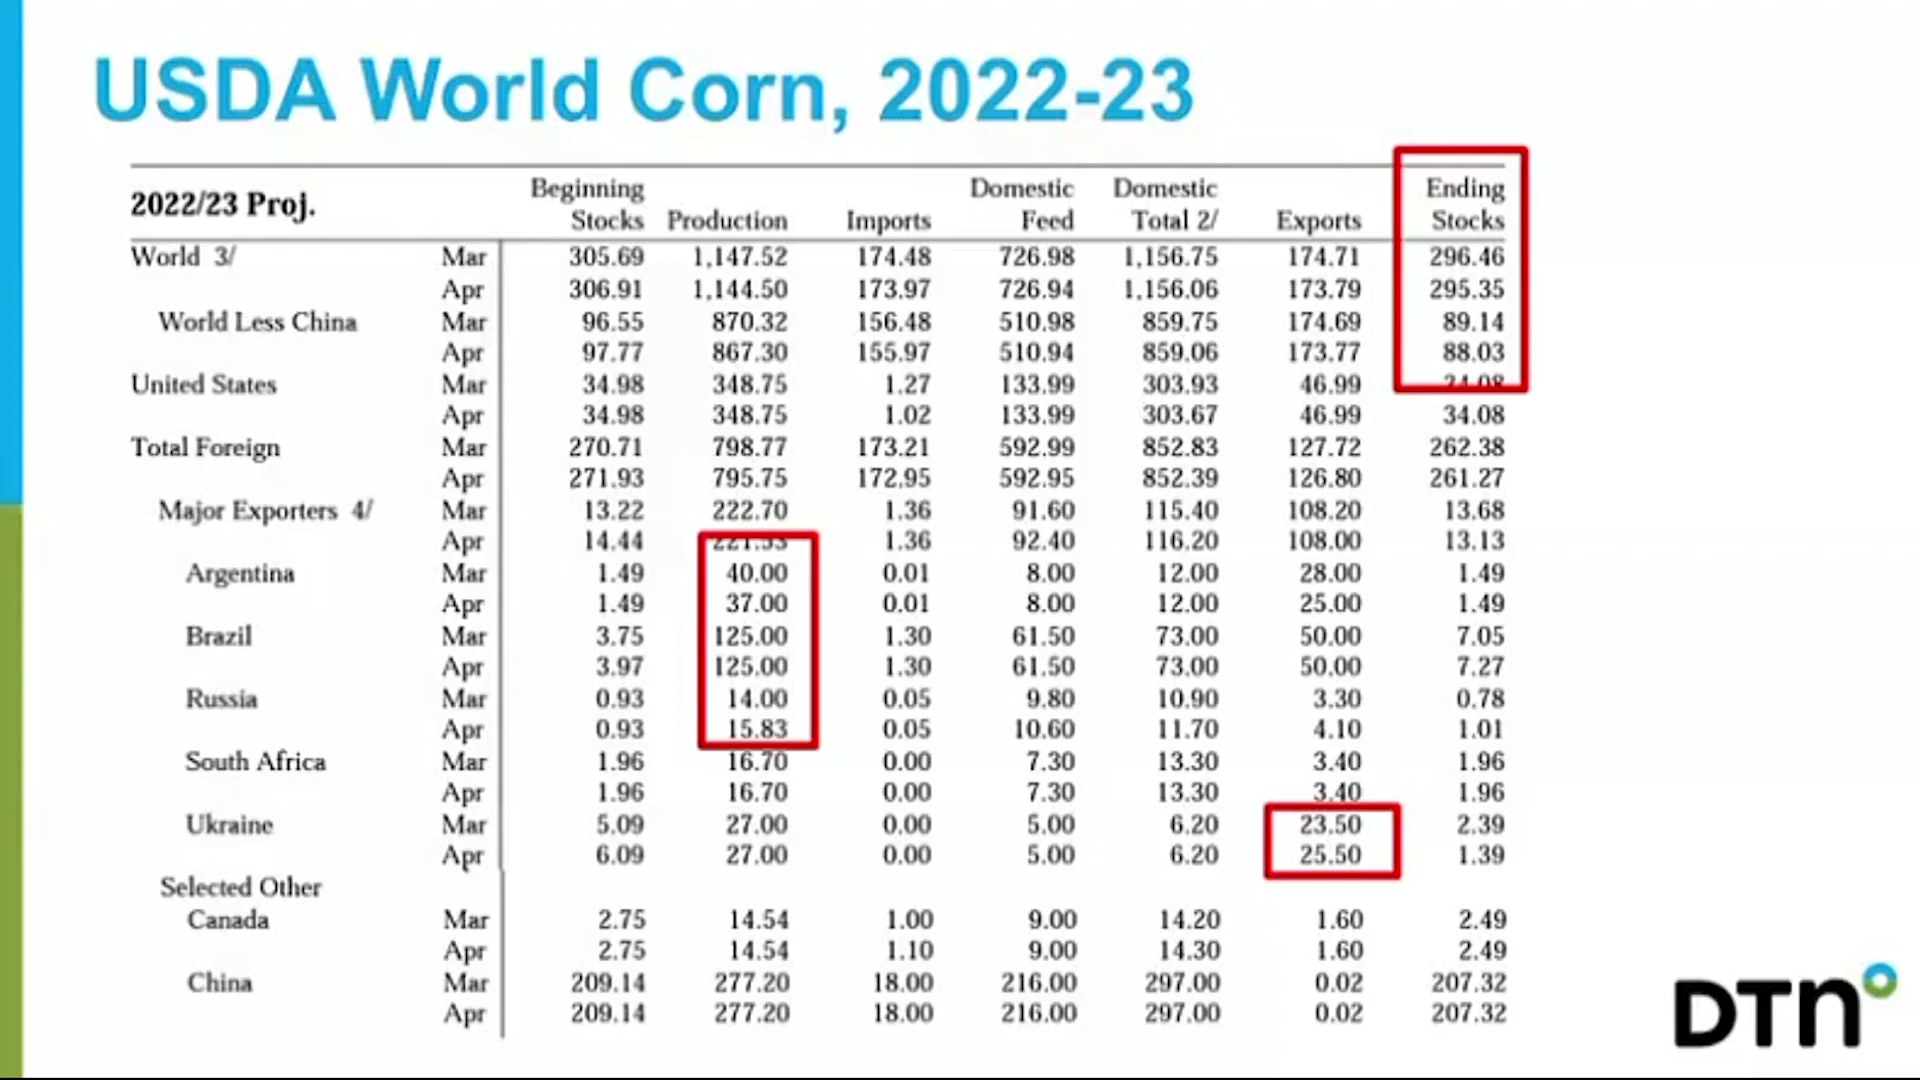 USDA World Corn, 2022-23
2022/23 Proj. Beginning Stocks Production Imports Domestic Feed Domestic Total 2/ Exports Ending Stocks
World 3/ Mar 305.69 1,147.52 174.48 726.98 1,156.75 174.71 296.46
Apr 306.91 1,144.50 173.97 726.94 1,156.06 173.79 295.35
World Less China Mar 96.55 870.32 156.48 510.98 859.75 174.69 89.14
Apr 97.77 867.30 155.97 510.94 859.06 173.77 88.03
United States Mar 34.98 348.75 1.27 133.99 303.93 46.99 34.08
Apr 34.98 348.75 1.02 133.99 303.67 46.99 34.08
Total Foreign Mar 270.71 798.77 173.21 592.99 852.83 127.72 262.38
Apr 271.93 795.75 172.95 592.95 852.39 126.80 261.27
Major Exporters 4/ Mar 13.22 222.70 1.36 91.60 115.40 108.20 13.68
Apr 14.44 221.53 1.36 92.40 116.20 108.00 13.13
Argentina Mar 1.49 40.00 0.01 8.00 12.00 28.00 1.49
Apr 1.49 37.00 0.01 8.00 12.00 25.00 1.49
Brazil Mar 3.75 125.00 1.30 61.50 73.00 50.00 7.05
Apr 3.97 125.00 1.30 61.50 73.00 50.00 7.27
Russia Mar 0.93 14.00 0.05 9.80 10.90 3.30 0.78
Apr 0.93 15.83 0.05 10.60 11.70 4.10 1.01
South Africa Mar 1.96 16.70 0.00 7.30 13.30 3.40 1.96
Apr 1.96 16.70 0.00 7.30 13.30 3.40 1.96
Ukraine Mar 5.09 27.00 0.00 5.00 6.20 23.50 2.39
Apr 6.09 27.00 0.00 5.00 6.20 25.50 1.39
Selected Other
Canada Mar 2.75 14.54 1.00 9.00 14.20 1.60 2.49
Apr 2.75 14.54 1.10 9.00 14.30 1.60 2.49
China Mar 209.14 277.20 18.00 216.00 297.00 0.02 207.32
Apr 209.14 277.20 18.00 216.00 297.00 0.02 207.32
DTN